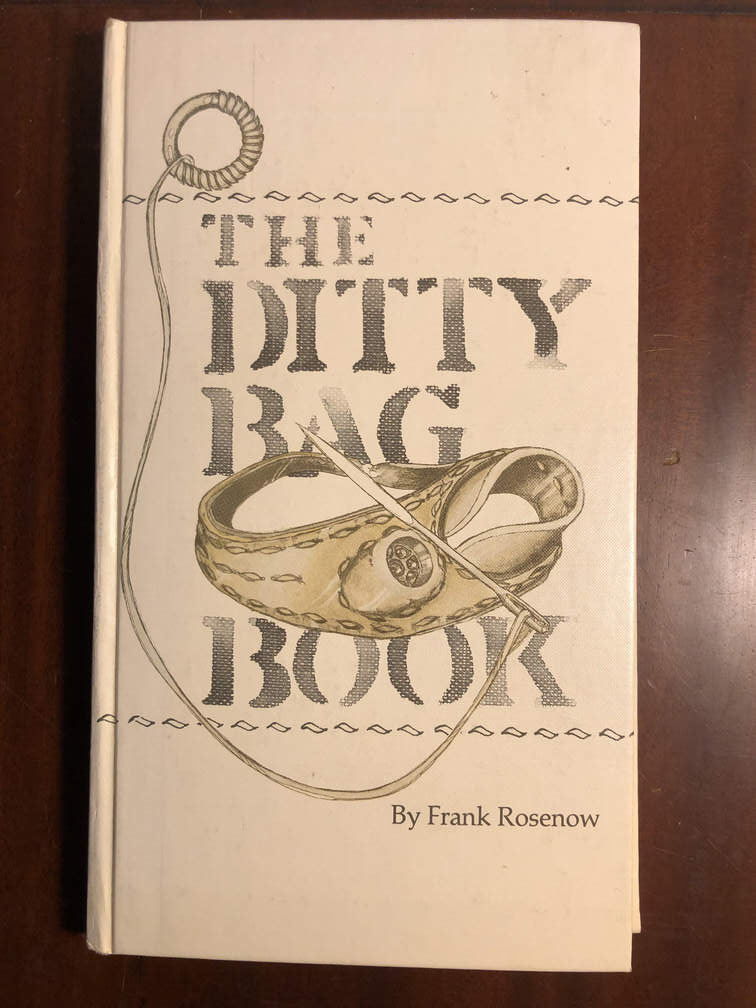 THE
DITTY
BAG
BOOK
By Frank Rosenow